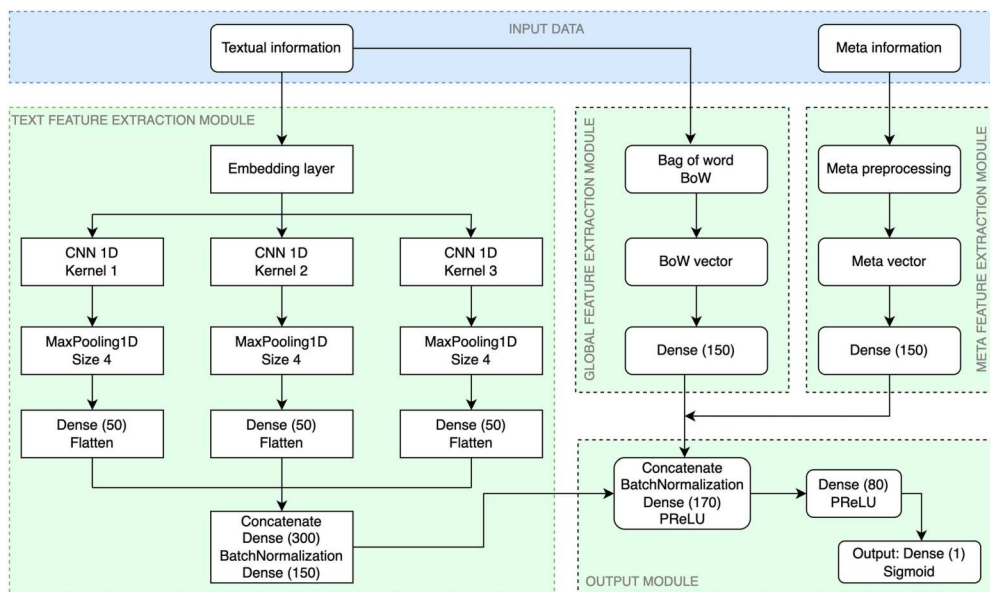 INPUT DATA
Textual information
Meta information
TEXT FEATURE EXTRACTION MODULE
Embedding layer
CNN 1D
Kernel 1
CNN 1D
Kernel 2
CNN 1D
Kernel 3
MaxPooling1D
Size 4
MaxPooling1D
Size 4
MaxPooling1D
Size 4
Dense (50)
Flatten
Dense (50)
Flatten
Dense (50)
Flatten
Concatenate
Dense (300)
BatchNormalization
Dense (150)
GLOBAL FEATURE EXTRACTION MODULE
Bag of word
BoW
BoW vector
Dense (150)
META FEATURE EXTRACTION MODULE
Meta preprocessing
Meta vector
Dense (150)
Concatenate
BatchNormalization
Dense (170)
PReLU
Dense (80)
PReLU
Output: Dense (1)
Sigmoid
OUTPUT MODULE